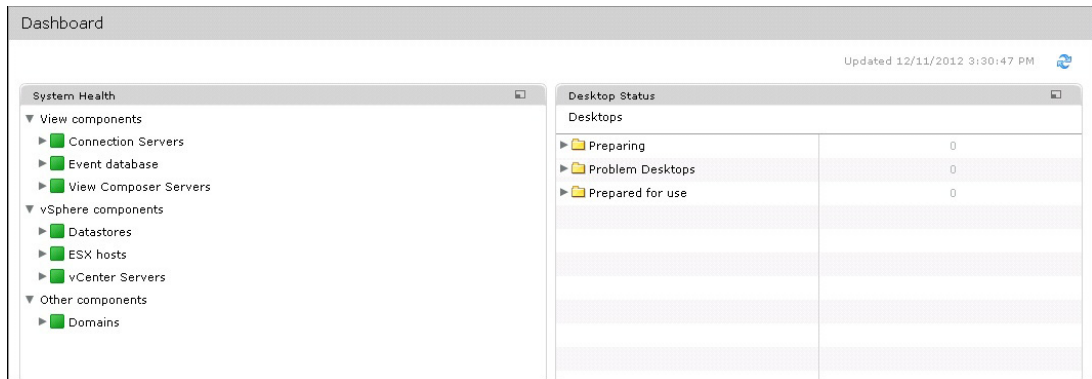 Dashboard
Updated 12/11/2012 3:30:47 PM
System Health
View components
Connection Servers
Event database
View Composer Servers
vSphere components
Datastores
ESX hosts
vCenter Servers
Other components
Domains
Desktop Status
Desktops
Preparing 0
Problem Desktops 0
Prepared for use 0